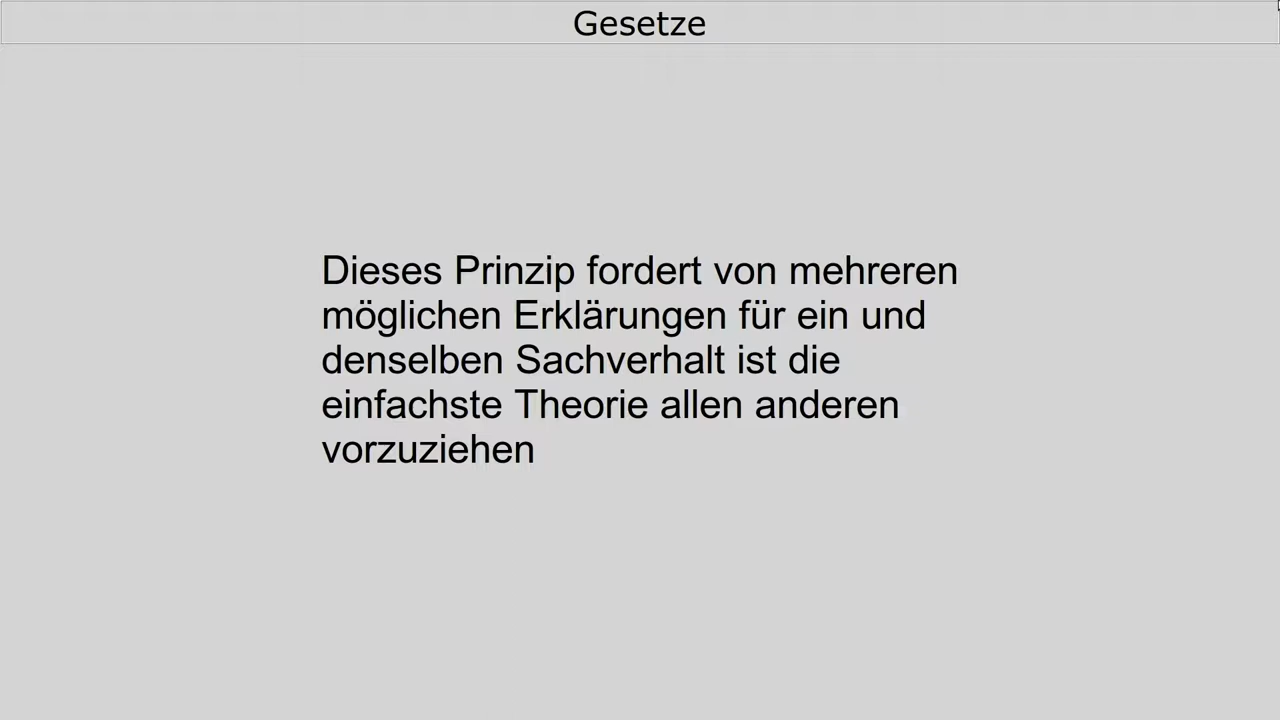 Gesetze
Dieses Prinzip fordert von mehreren
möglichen Erklärungen für ein und
denselben Sachverhalt ist die
einfachste Theorie allen anderen
vorzuziehen